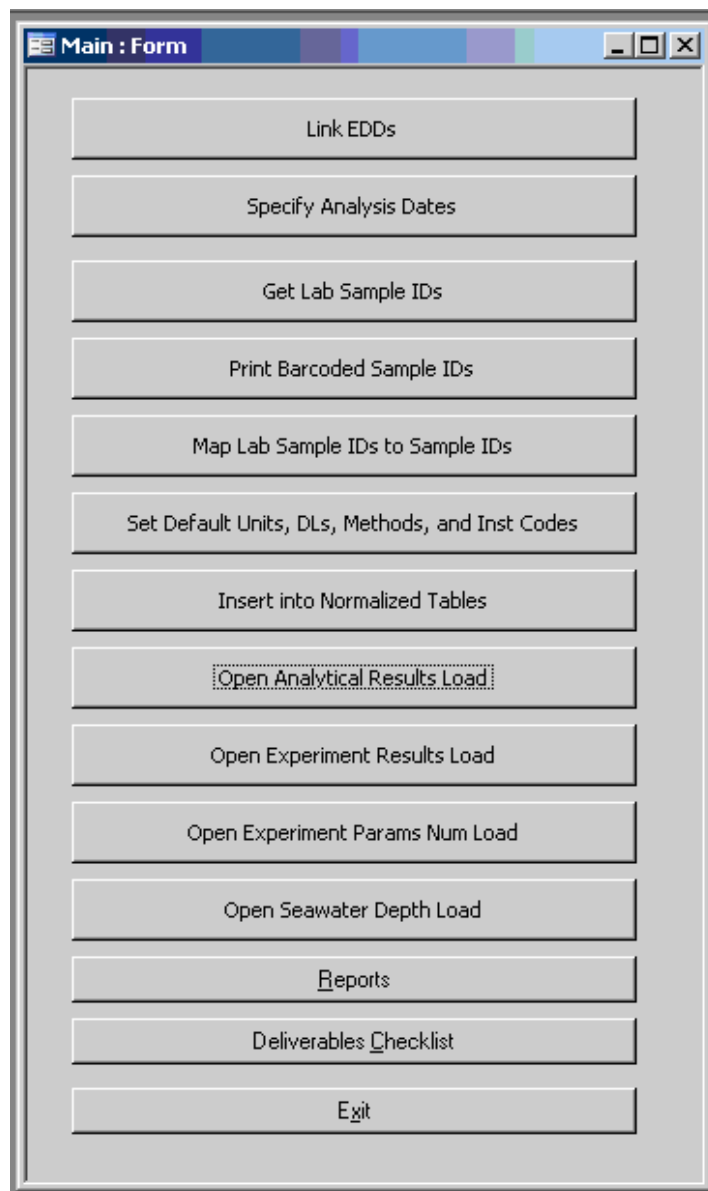 Main : Form
Link EDDs
Specify Analysis Dates
Get Lab Sample IDs
Print Barcoded Sample IDs
Map Lab Sample IDs to Sample IDs
Set Default Units, DLs, Methods, and Inst Codes
Insert into Normalized Tables
Open Analytical Results Load
Open Experiment Results Load
Open Experiment Params Num Load
Open Seawater Depth Load
Reports
Deliverables Checklist
Exit